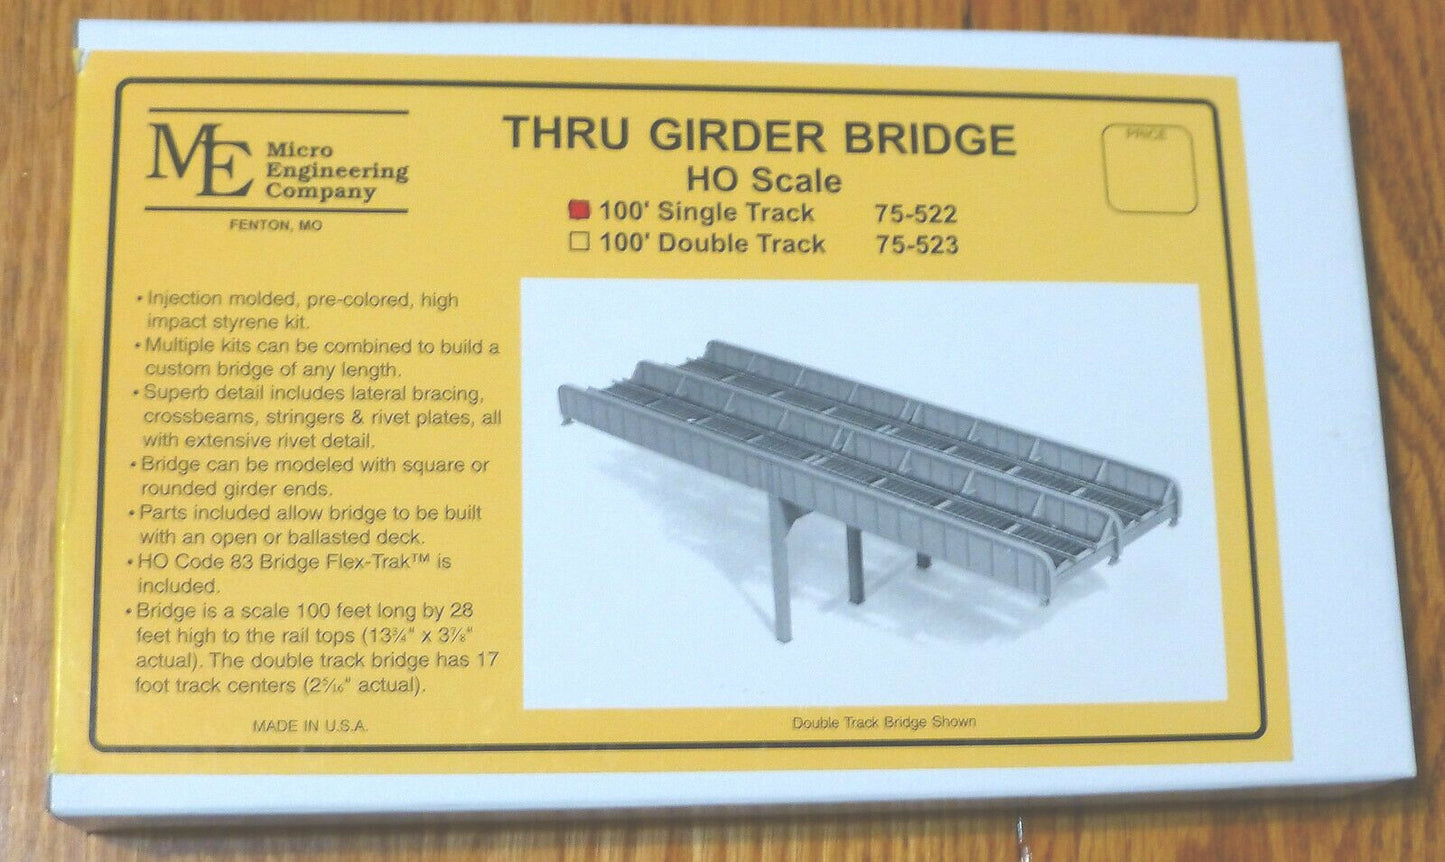 ME Micro
Engineering
Company
FENTON, MO
THRU GIRDER BRIDGE
HO Scale
100' Single Track 75-522
100' Double Track 75-523
PRICE
• Injection molded, pre-colored, high
impact styrene kit.
• Multiple kits can be combined to build a
custom bridge of any length.
• Superb detail includes lateral bracing,
crossbeams, stringers & rivet plates, all
with extensive rivet detail.
• Bridge can be modeled with square or
rounded girder ends.
• Parts included allow bridge to be built
with an open or ballasted deck.
• HO Code 83 Bridge Flex-Trak™ is
included.
• Bridge is a scale 100 feet long by 28
feet high to the rail tops (13¾" x 3⅞"
actual). The double track bridge has 17
foot track centers (2⁵⁄₁₆" actual).
MADE IN U.S.A.
Double Track Bridge Shown